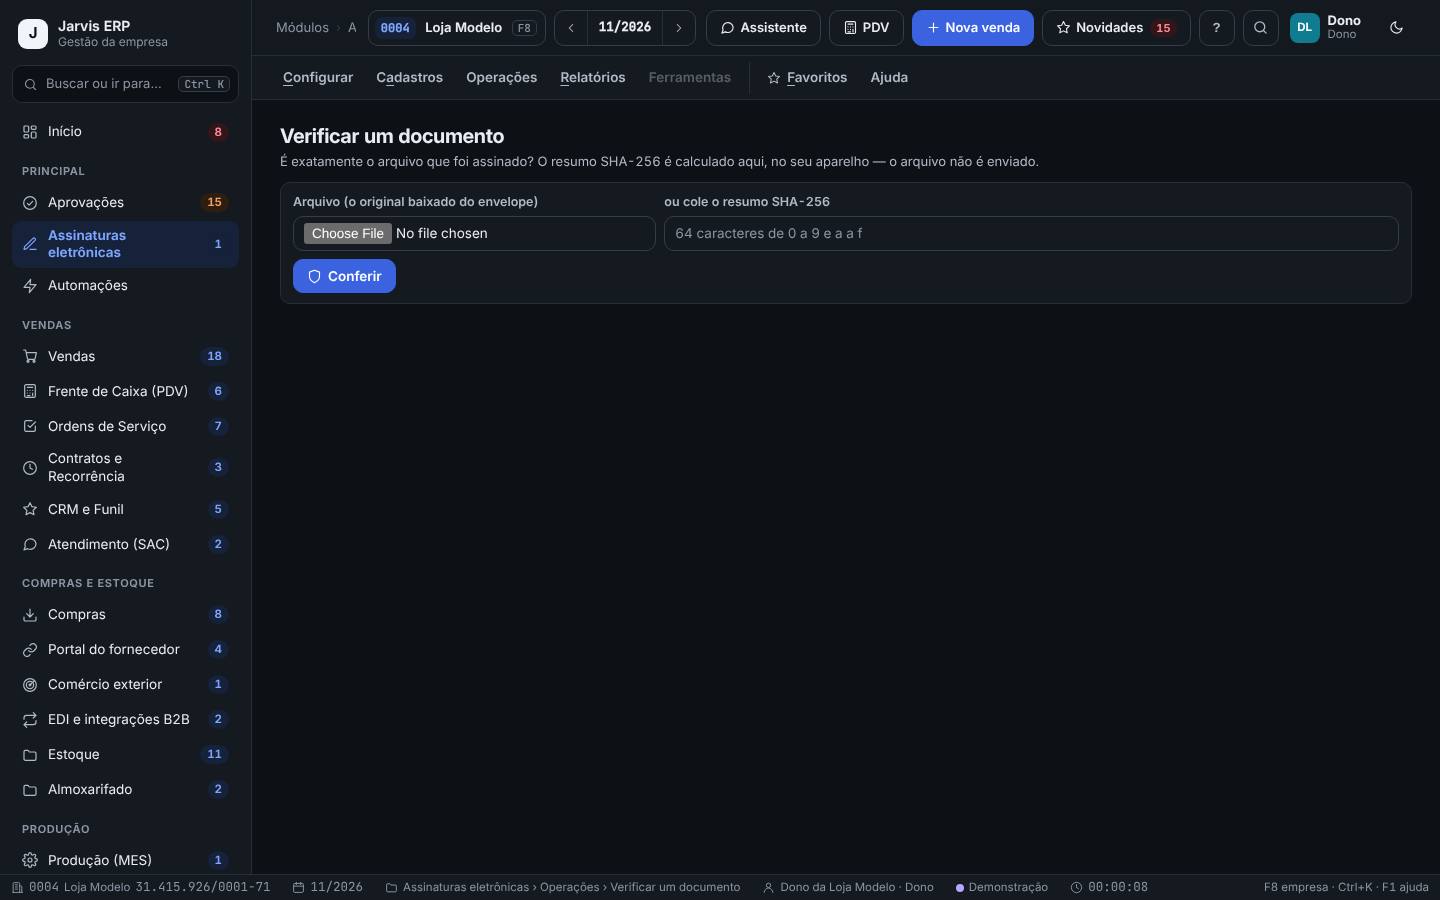 J
Jarvis ERP
Gestão da empresa
Buscar ou ir para... Ctrl K
Início 8
PRINCIPAL
Aprovações 15
Assinaturas
eletrônicas 1
Automações
VENDAS
Vendas 18
Frente de Caixa (PDV) 6
Ordens de Serviço 7
Contratos e
Recorrência 3
CRM e Funil 5
Atendimento (SAC) 2
COMPRAS E ESTOQUE
Compras 8
Portal do fornecedor 4
Comércio exterior 1
EDI e integrações B2B 2
Estoque 11
Almoxarifado 2
PRODUÇÃO
Produção (MES) 1
Módulos › A 0004 Loja Modelo F8 ‹ 11/2026 › Assistente PDV + Nova venda Novidades 15 ? DL Dono
Dono
Configurar Cadastros Operações Relatórios Ferramentas Favoritos Ajuda
Verificar um documento
É exatamente o arquivo que foi assinado? O resumo SHA-256 é calculado aqui, no seu aparelho — o arquivo não é enviado.
Arquivo (o original baixado do envelope) ou cole o resumo SHA-256
Choose File No file chosen 64 caracteres de 0 a 9 e a a f
Conferir
0004 Loja Modelo 31.415.926/0001-71 11/2026 Assinaturas eletrônicas › Operações › Verificar um documento Dono da Loja Modelo · Dono Demonstração 00:00:08 F8 empresa · Ctrl+K · F1 ajuda